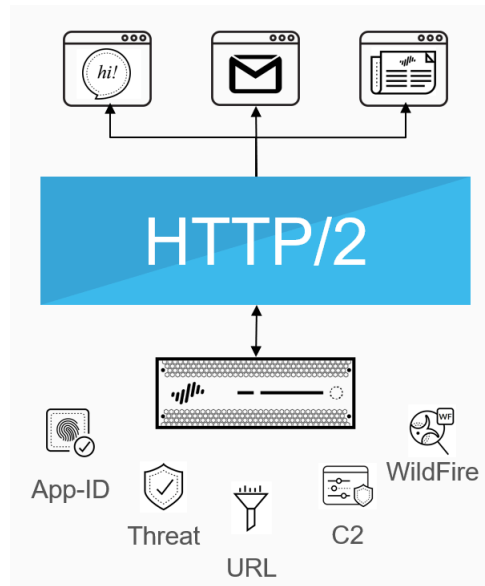 hi!
HTTP/2
WF
App-ID
WildFire
Threat
C2
URL